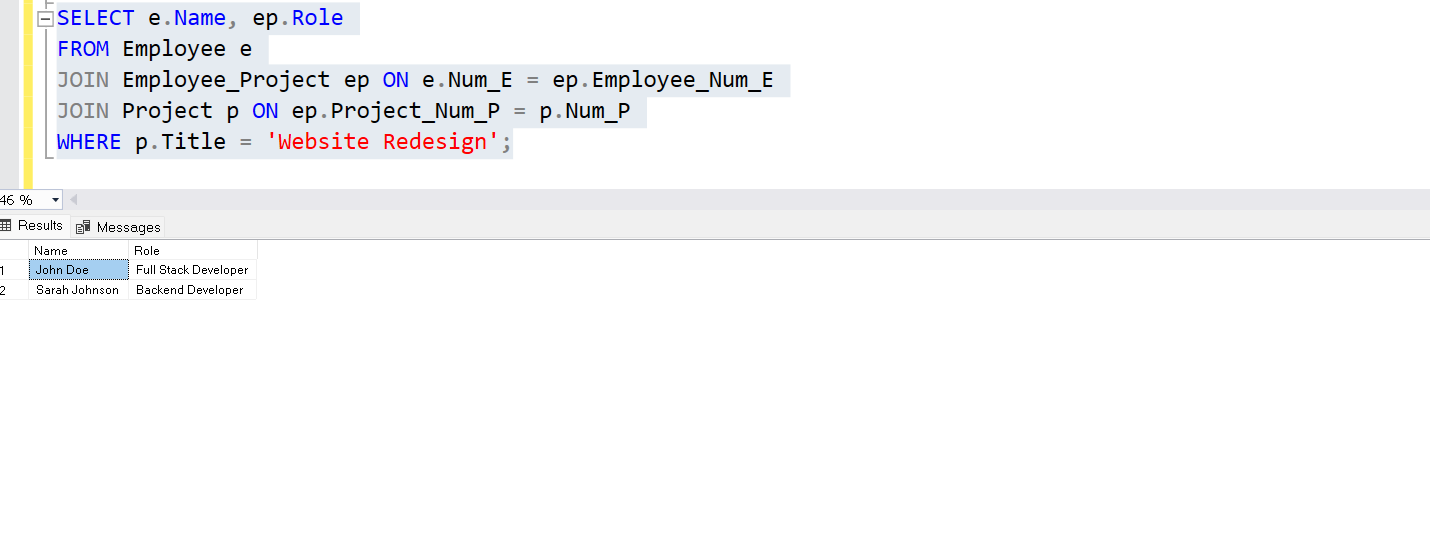 SELECT e.Name, ep.Role
FROM Employee e
JOIN Employee_Project ep ON e.Num_E = ep.Employee_Num_E
JOIN Project p ON ep.Project_Num_P = p.Num_P
WHERE p.Title = 'Website Redesign';
46 %
Results Messages
Name Role
1 John Doe Full Stack Developer
2 Sarah Johnson Backend Developer